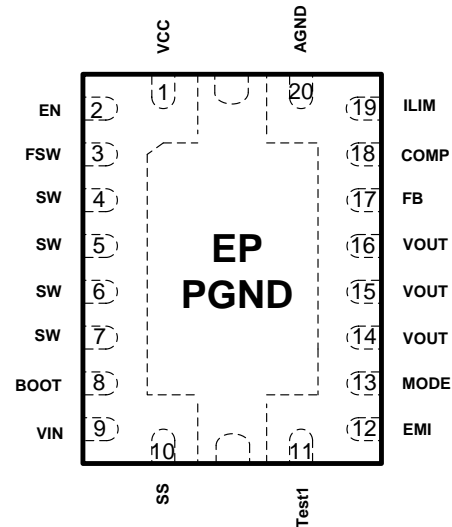 VCC
AGND
1
20
EN 2
19 ILIM
FSW 3
18 COMP
SW 4
17 FB
SW 5
16 VOUT
SW 6
15 VOUT
SW 7
14 VOUT
BOOT 8
13 MODE
VIN 9
12 EMI
EP
PGND
10
11
SS
Test1